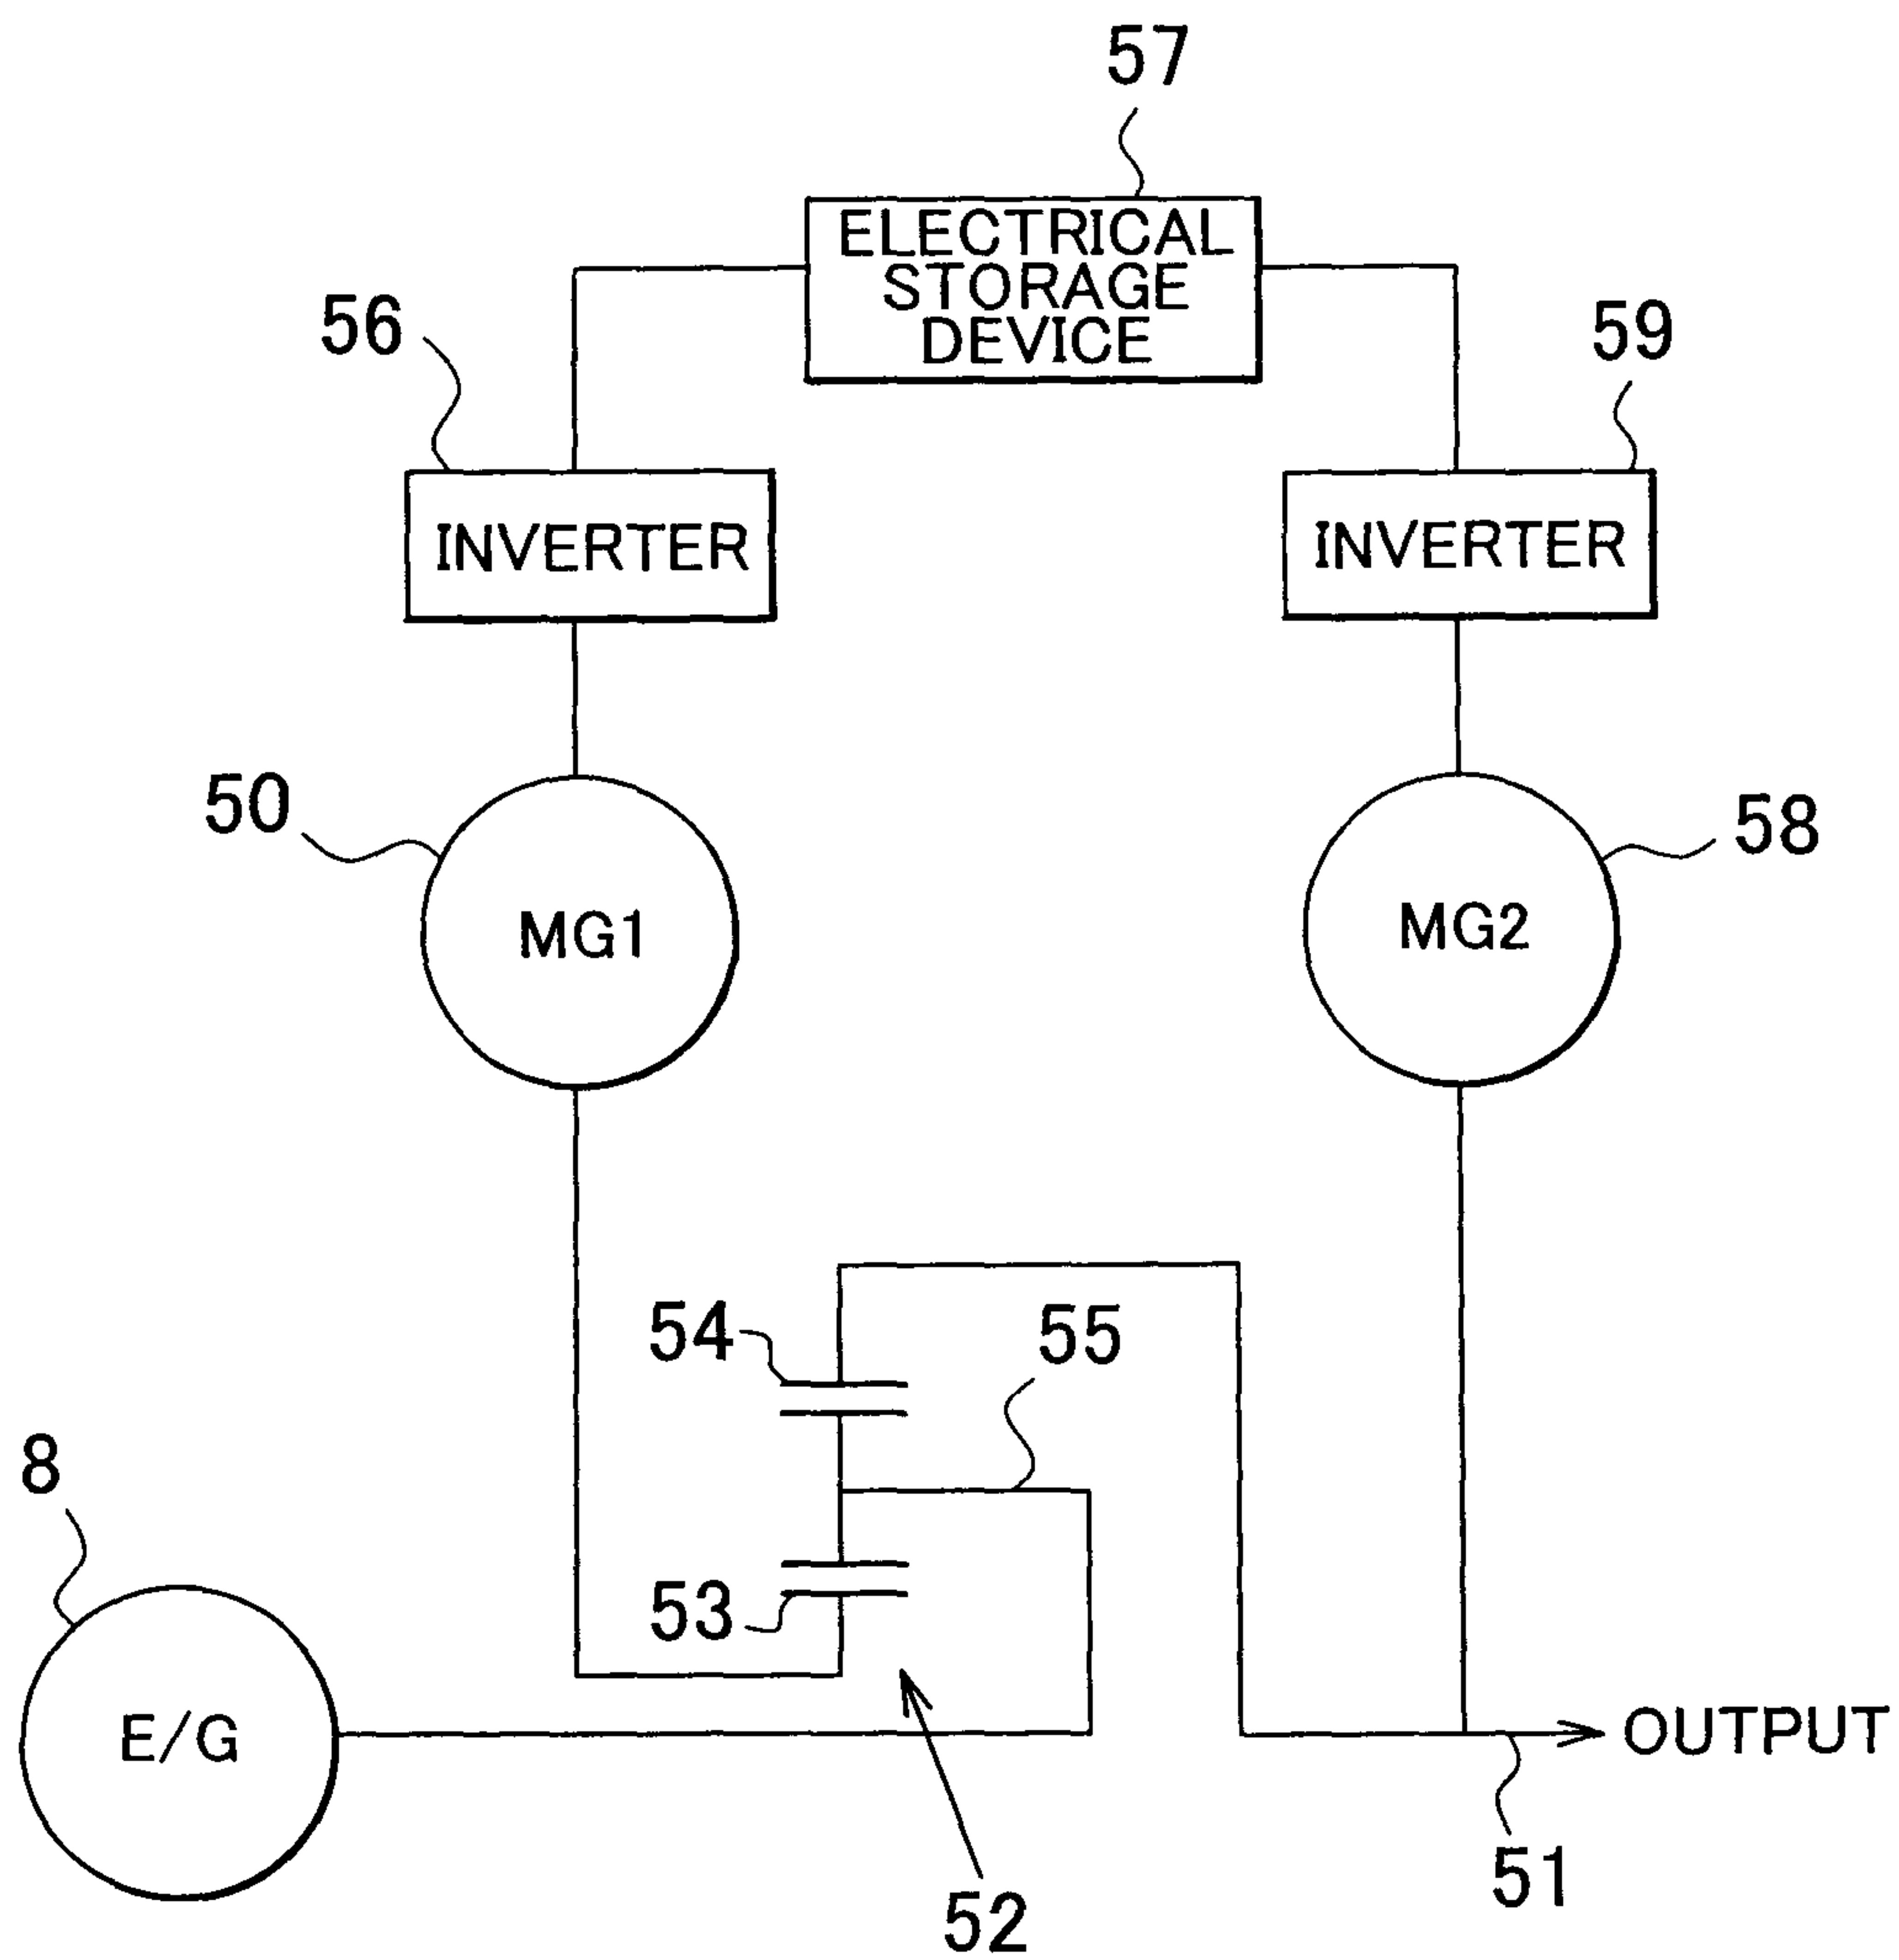 57
ELECTRICAL
STORAGE
DEVICE
56
59
INVERTER
INVERTER
50
58
MG1
MG2
54
55
8
53
E/G
OUTPUT
51
52